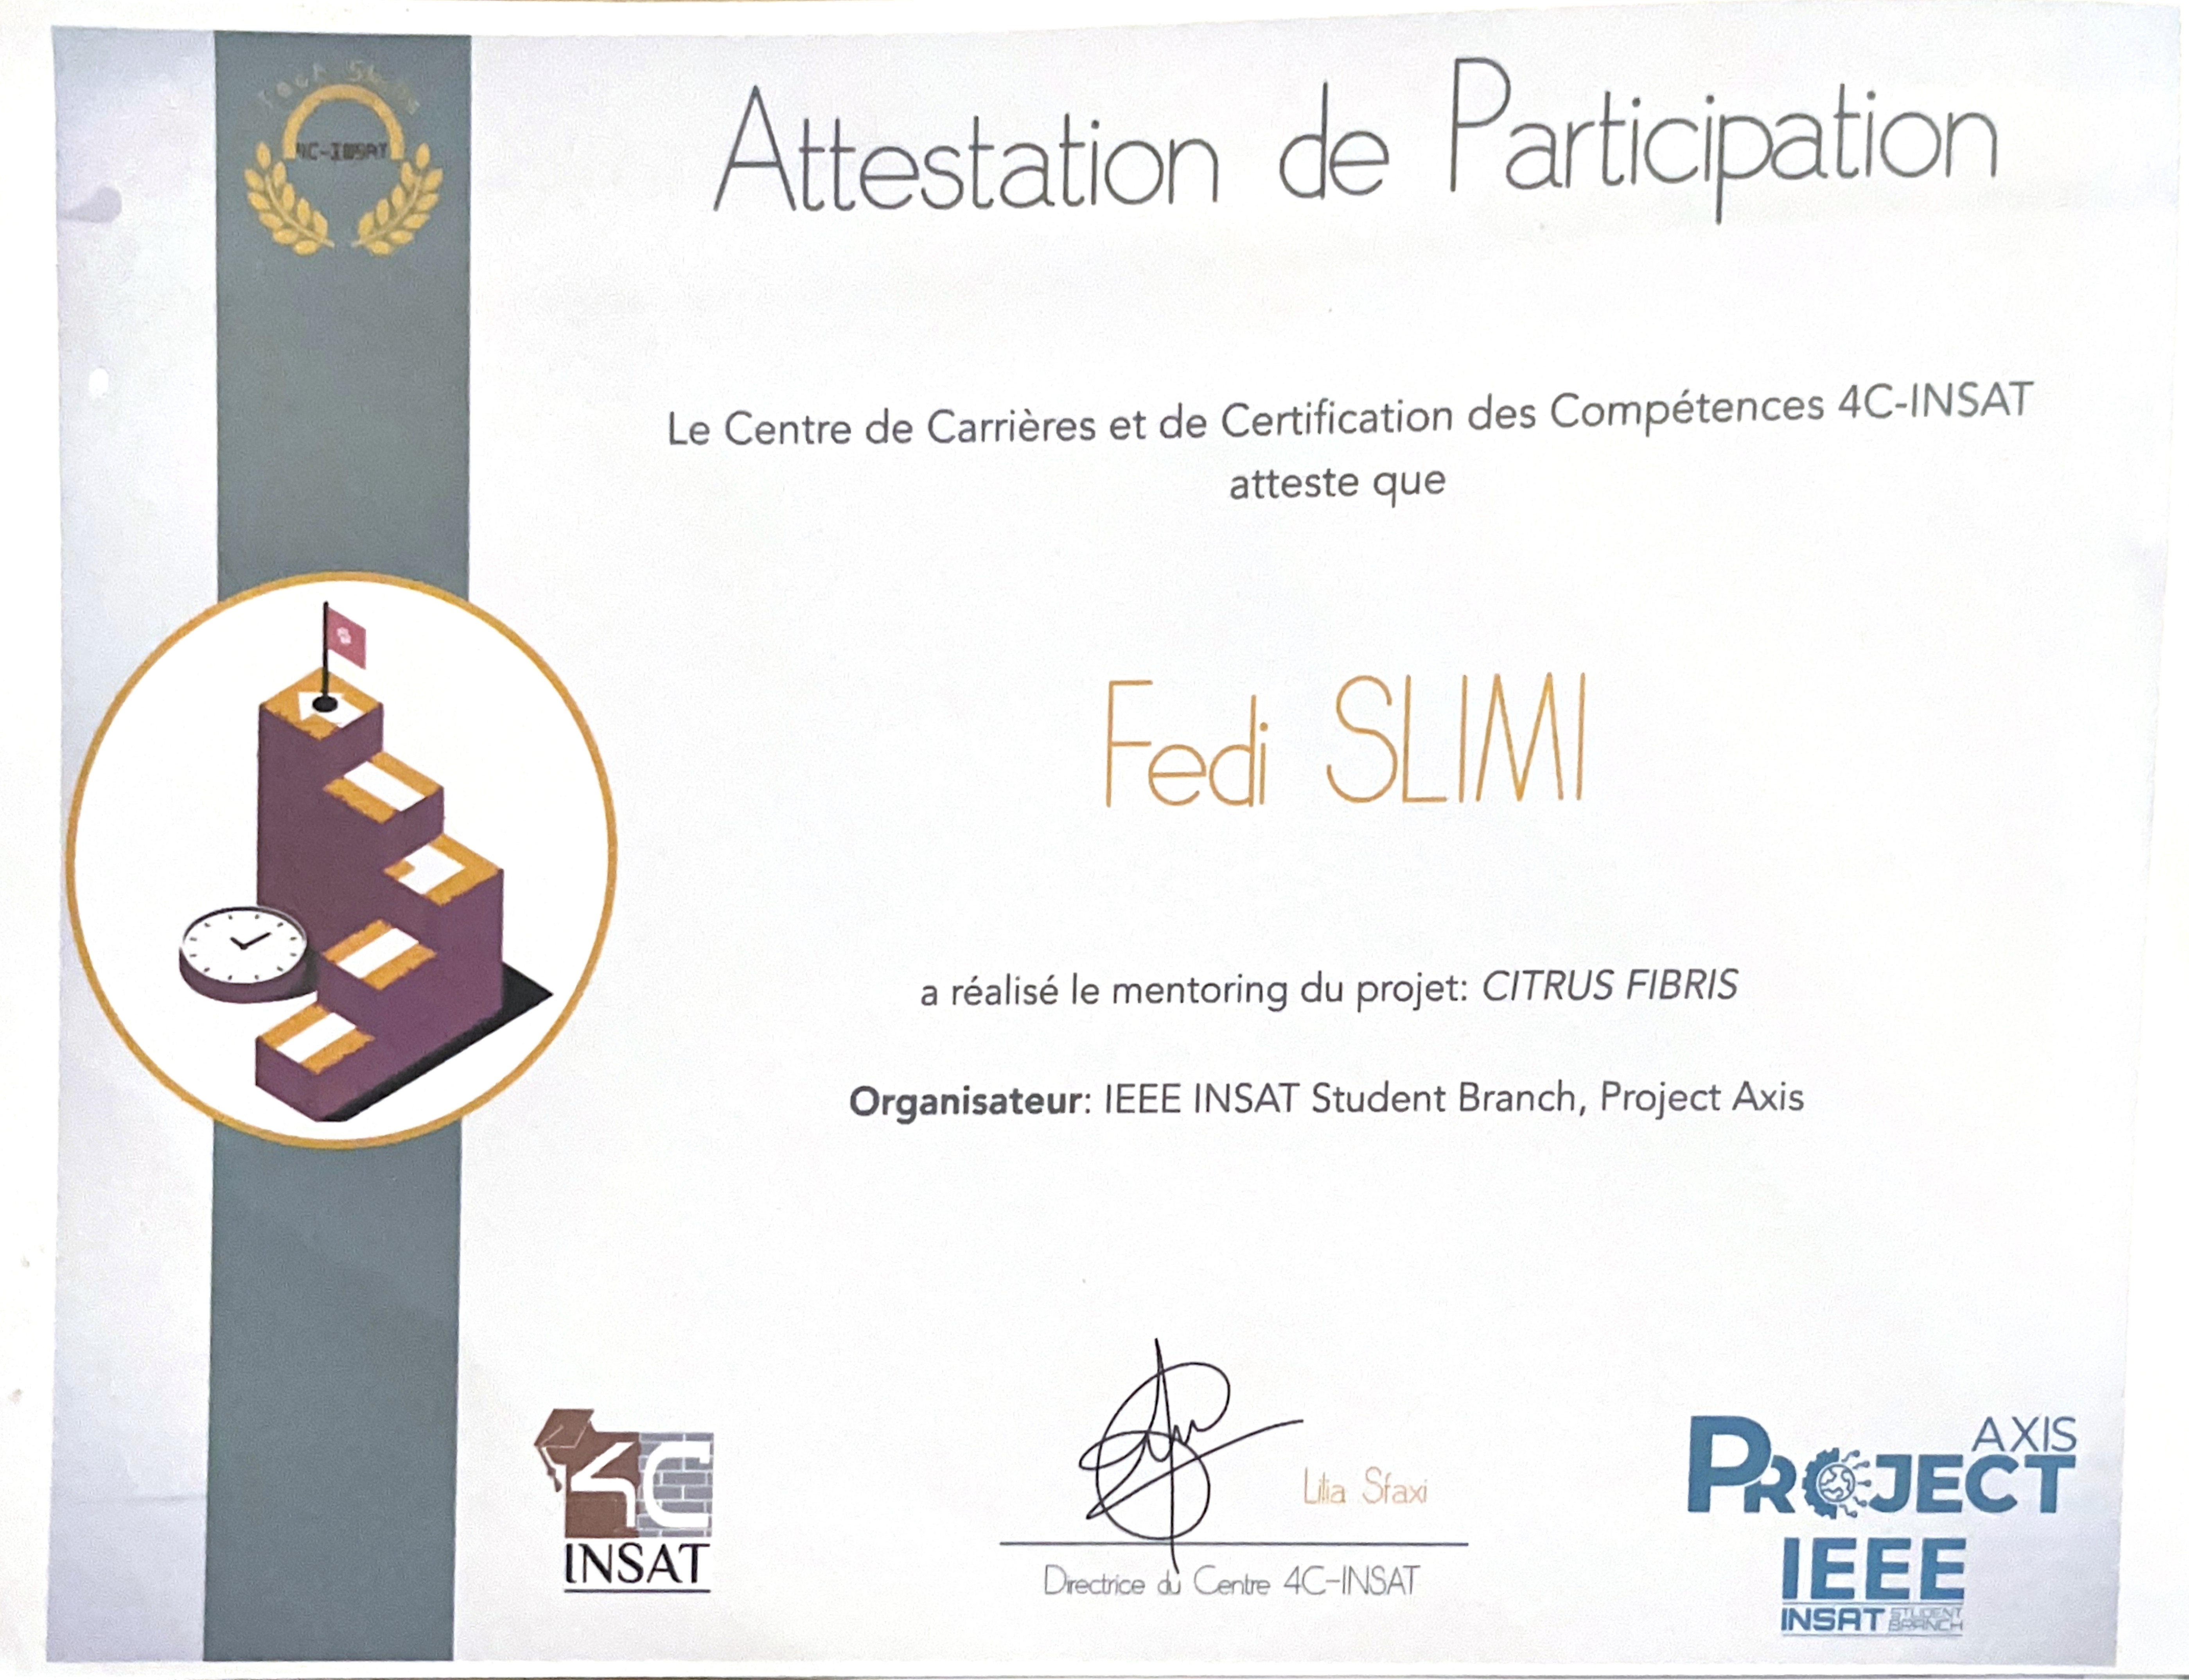 Tech Skills
4C-INSAT
Attestation de Participation
Le Centre de Carrières et de Certification des Compétences 4C-INSAT
atteste que
Fedi SLIMI
a réalisé le mentoring du projet: CITRUS FIBRIS
Organisateur: IEEE INSAT Student Branch, Project Axis
4C
INSAT
Lilia Sfaxi
Directrice du Centre 4C-INSAT
AXIS
PROJECT
IEEE
INSAT STUDENT BRANCH